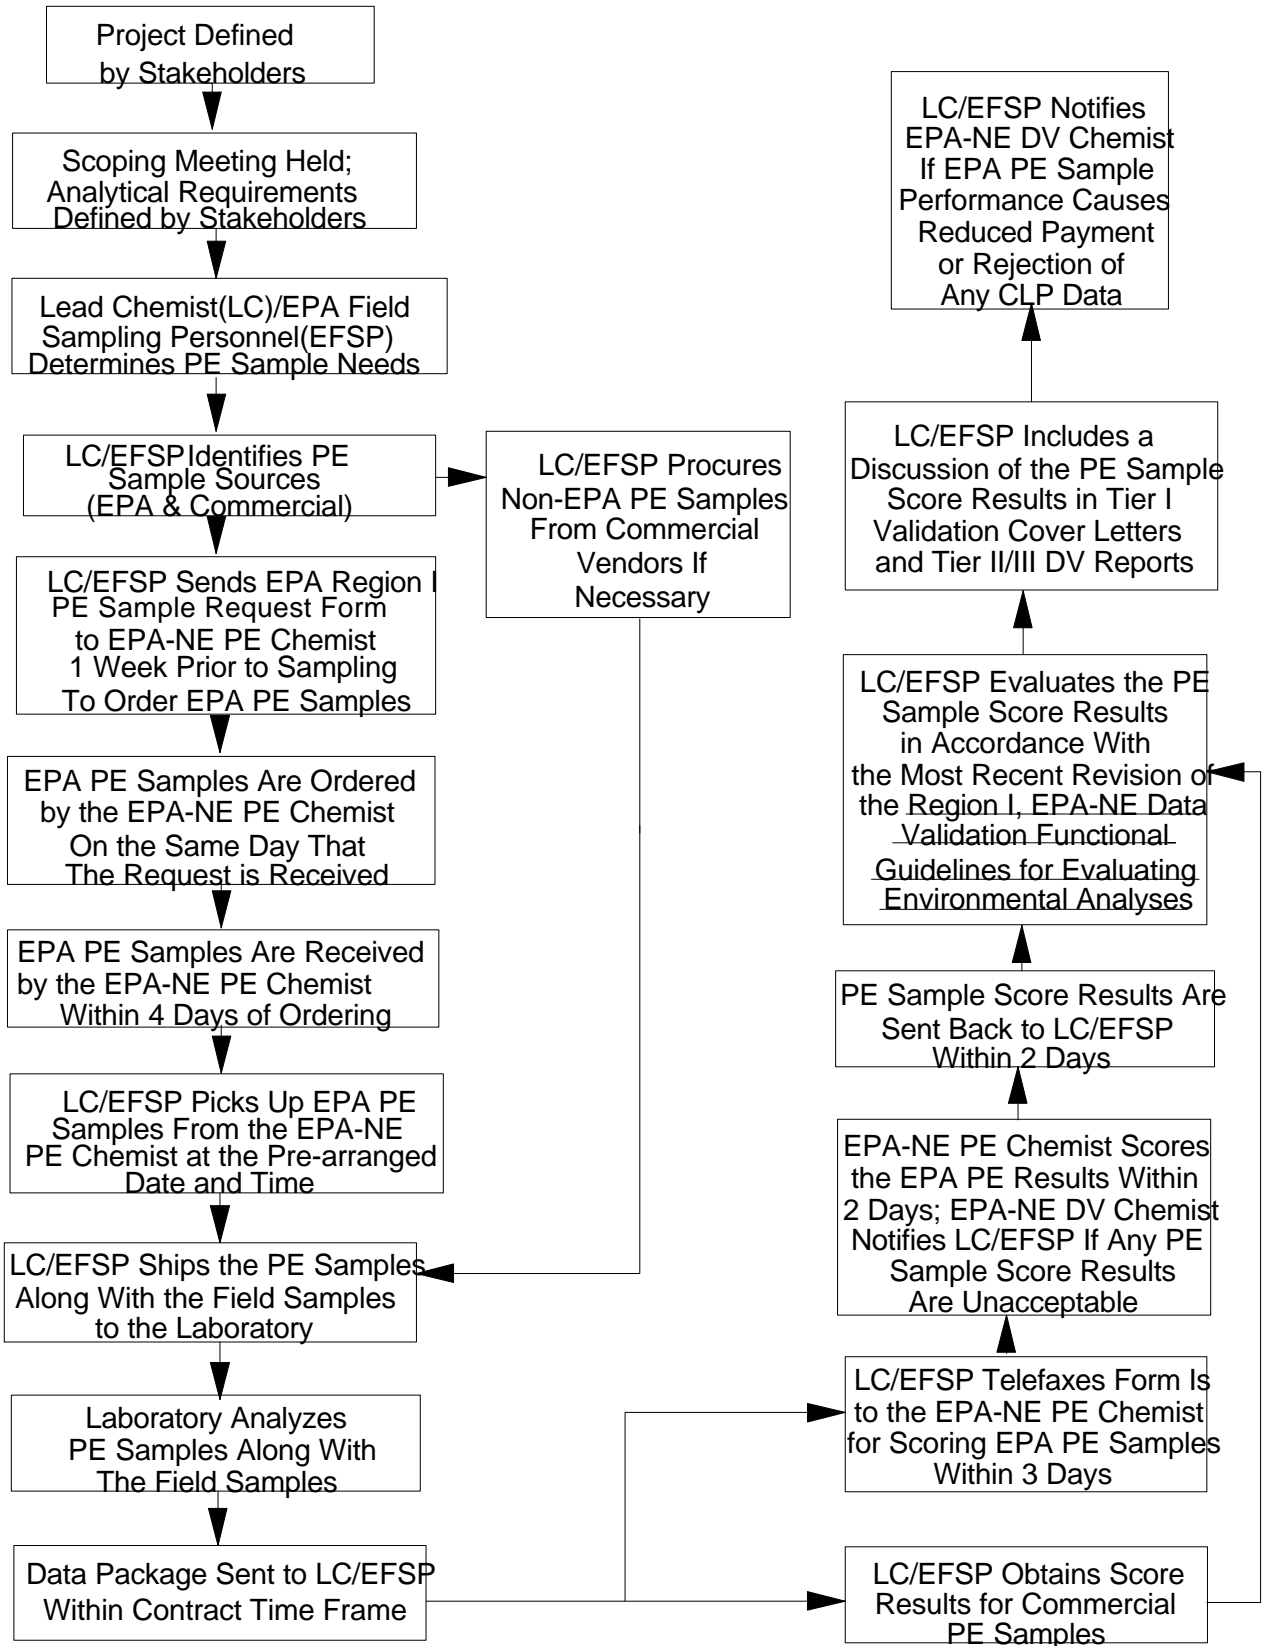 Project Defined
by Stakeholders
Scoping Meeting Held;
Analytical Requirements
Defined by Stakeholders
Lead Chemist(LC)/EPA Field
Sampling Personnel(EFSP)
Determines PE Sample Needs
LC/EFSP Identifies PE
Sample Sources
(EPA & Commercial)
LC/EFSP Procures
Non-EPA PE Samples
From Commercial
Vendors If
Necessary
LC/EFSP Sends EPA Region I
PE Sample Request Form
to EPA-NE PE Chemist
1 Week Prior to Sampling
To Order EPA PE Samples
EPA PE Samples Are Ordered
by the EPA-NE PE Chemist
On the Same Day That
The Request is Received
EPA PE Samples Are Received
by the EPA-NE PE Chemist
Within 4 Days of Ordering
LC/EFSP Picks Up EPA PE
Samples From the EPA-NE
PE Chemist at the Pre-arranged
Date and Time
LC/EFSP Ships the PE Samples
Along With the Field Samples
to the Laboratory
Laboratory Analyzes
PE Samples Along With
The Field Samples
Data Package Sent to LC/EFSP
Within Contract Time Frame
LC/EFSP Notifies
EPA-NE DV Chemist
If EPA PE Sample
Performance Causes
Reduced Payment
or Rejection of
Any CLP Data
LC/EFSP Includes a
Discussion of the PE Sample
Score Results in Tier I
Validation Cover Letters
and Tier II/III DV Reports
LC/EFSP Evaluates the PE
Sample Score Results
in Accordance With
the Most Recent Revision of
the Region I, EPA-NE Data
Validation Functional
Guidelines for Evaluating
Environmental Analyses
PE Sample Score Results Are
Sent Back to LC/EFSP
Within 2 Days
EPA-NE PE Chemist Scores
the EPA PE Results Within
2 Days; EPA-NE DV Chemist
Notifies LC/EFSP If Any PE
Sample Score Results
Are Unacceptable
LC/EFSP Telefaxes Form Is
to the EPA-NE PE Chemist
for Scoring EPA PE Samples
Within 3 Days
LC/EFSP Obtains Score
Results for Commercial
PE Samples